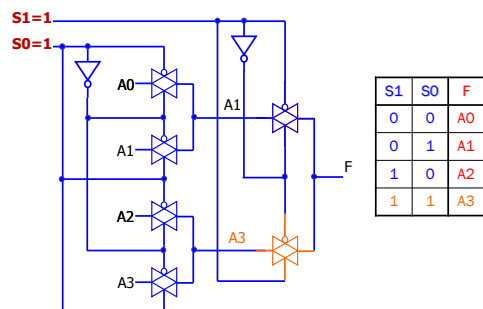 S1=1
S0=1
A0
A1
A1
A2
A3
A3
F
S1 S0 F
0 0 A0
0 1 A1
1 0 A2
1 1 A3